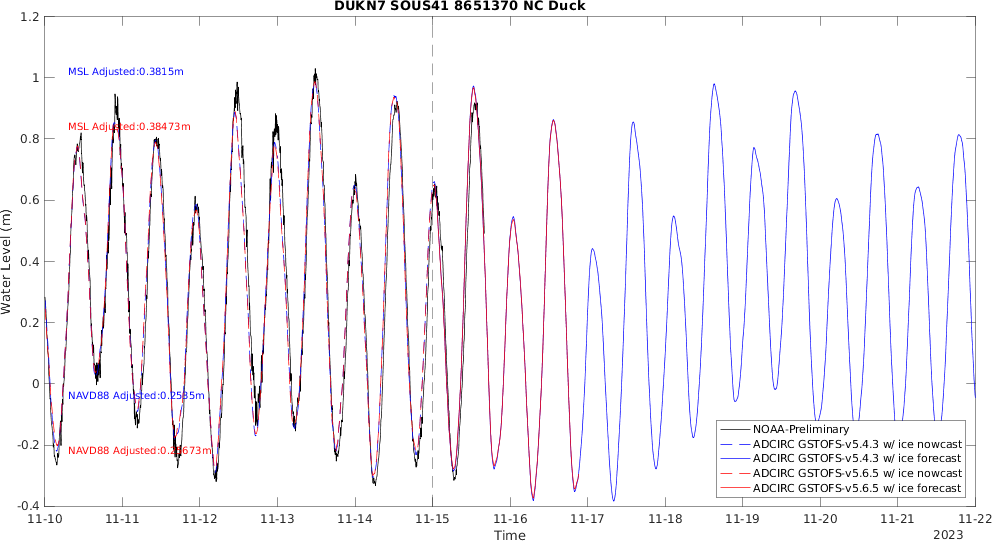 DUKN7 SOUS41 8651370 NC Duck
1.2
1
0.8
0.6
0.4
0.2
0
-0.2
-0.4
Water Level (m)
MSL Adjusted:0.3815m
MSL Adjusted:0.38473m
NAVD88 Adjusted:0.2535m
NAVD88 Adjusted:0.25673m
NOAA-Preliminary
ADCIRC GSTOFS-v5.4.3 w/ ice nowcast
ADCIRC GSTOFS-v5.4.3 w/ ice forecast
ADCIRC GSTOFS-v5.6.5 w/ ice nowcast
ADCIRC GSTOFS-v5.6.5 w/ ice forecast
11-10 11-11 11-12 11-13 11-14 11-15 11-16 11-17 11-18 11-19 11-20 11-21 11-22
Time
2023